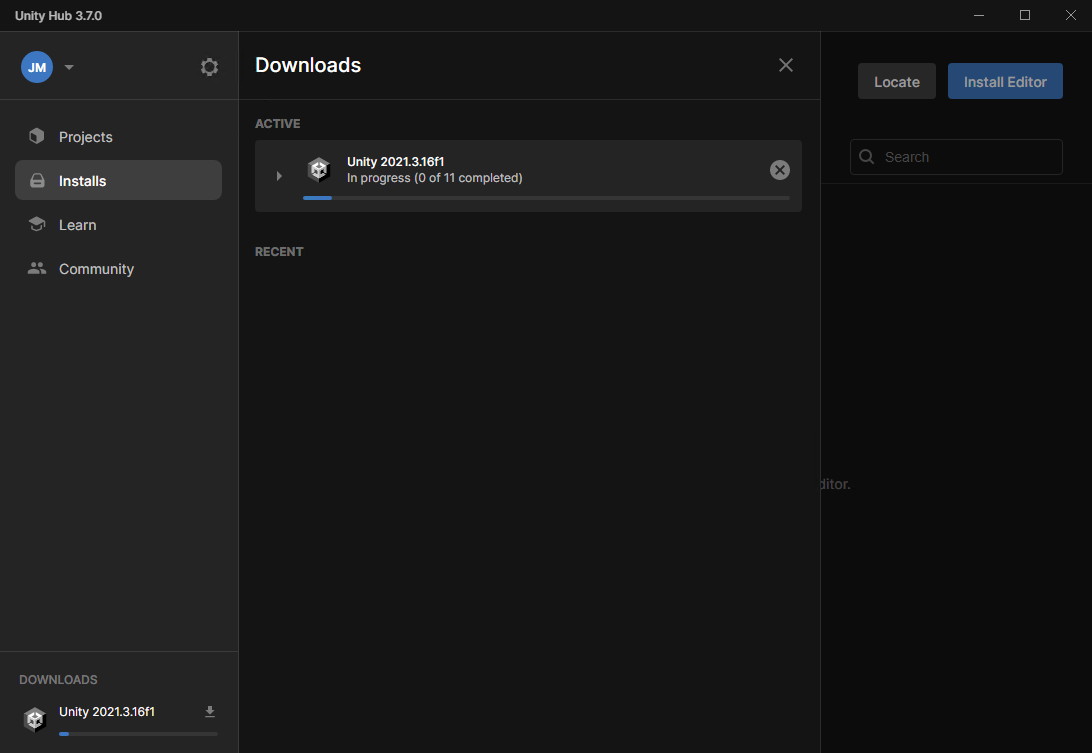 Unity Hub 3.7.0
JM
Projects
Installs
Learn
Community
DOWNLOADS
Unity 2021.3.16f1
Downloads
ACTIVE
Unity 2021.3.16f1
In progress (0 of 11 completed)
RECENT
Locate
Install Editor
Search
ditor.